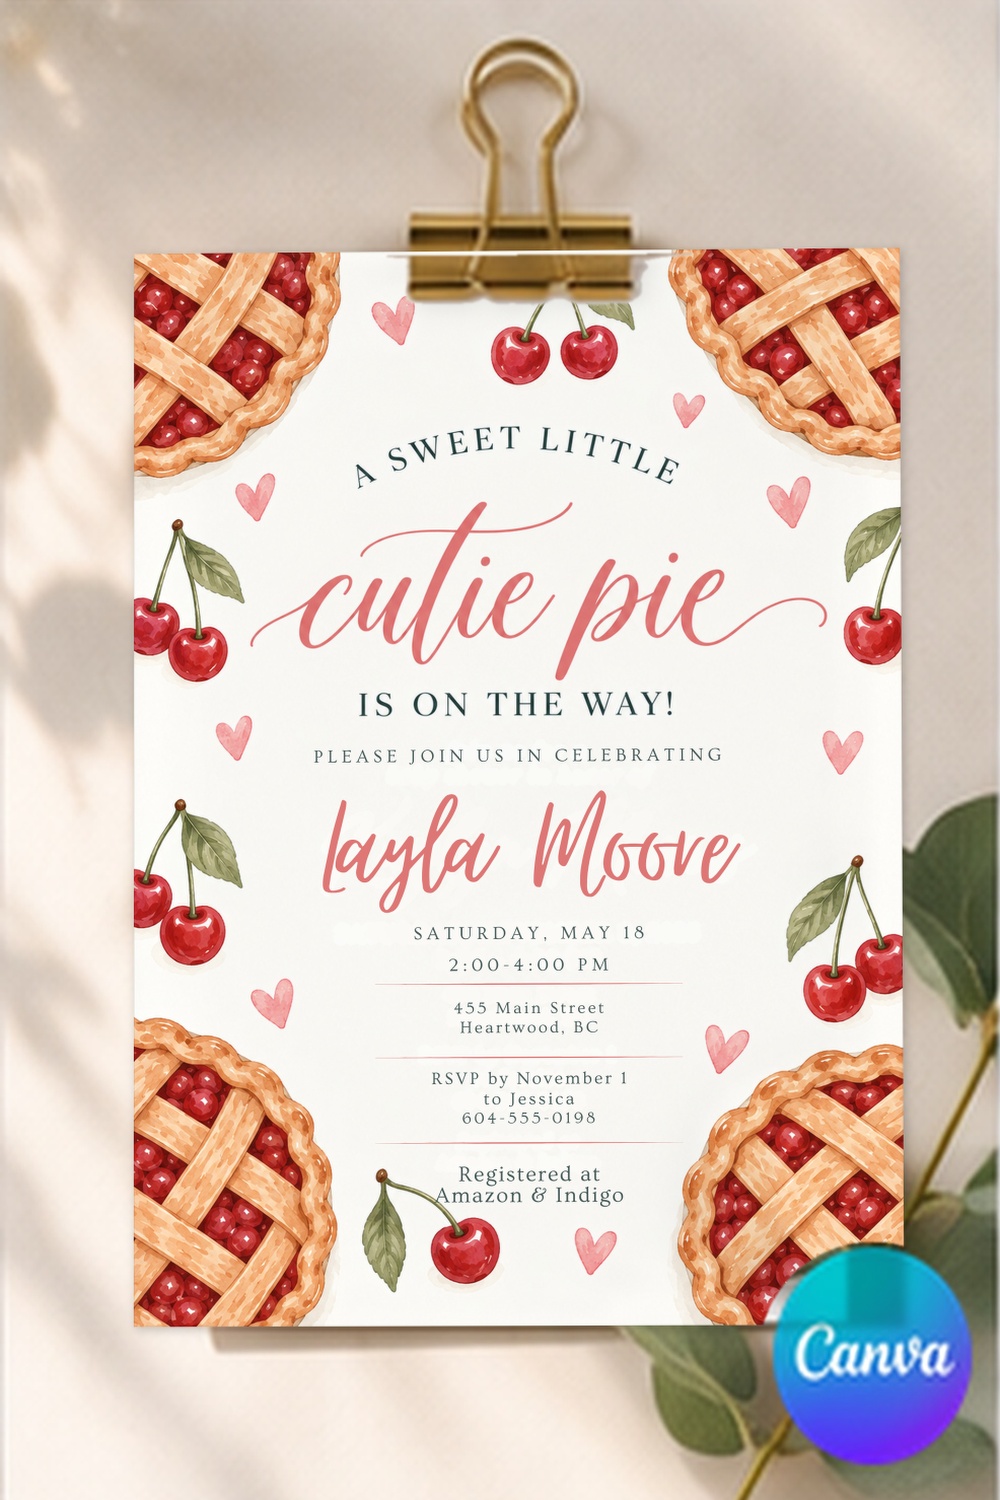 A SWEET LITTLE
cutie pie
IS ON THE WAY!
PLEASE JOIN US IN CELEBRATING
Layla Moore
SATURDAY, MAY 18
2:00-4:00 PM
455 Main Street
Heartwood, BC
RSVP by November 1
to Jessica
604-555-0198
Registered at
Amazon & Indigo
Canva